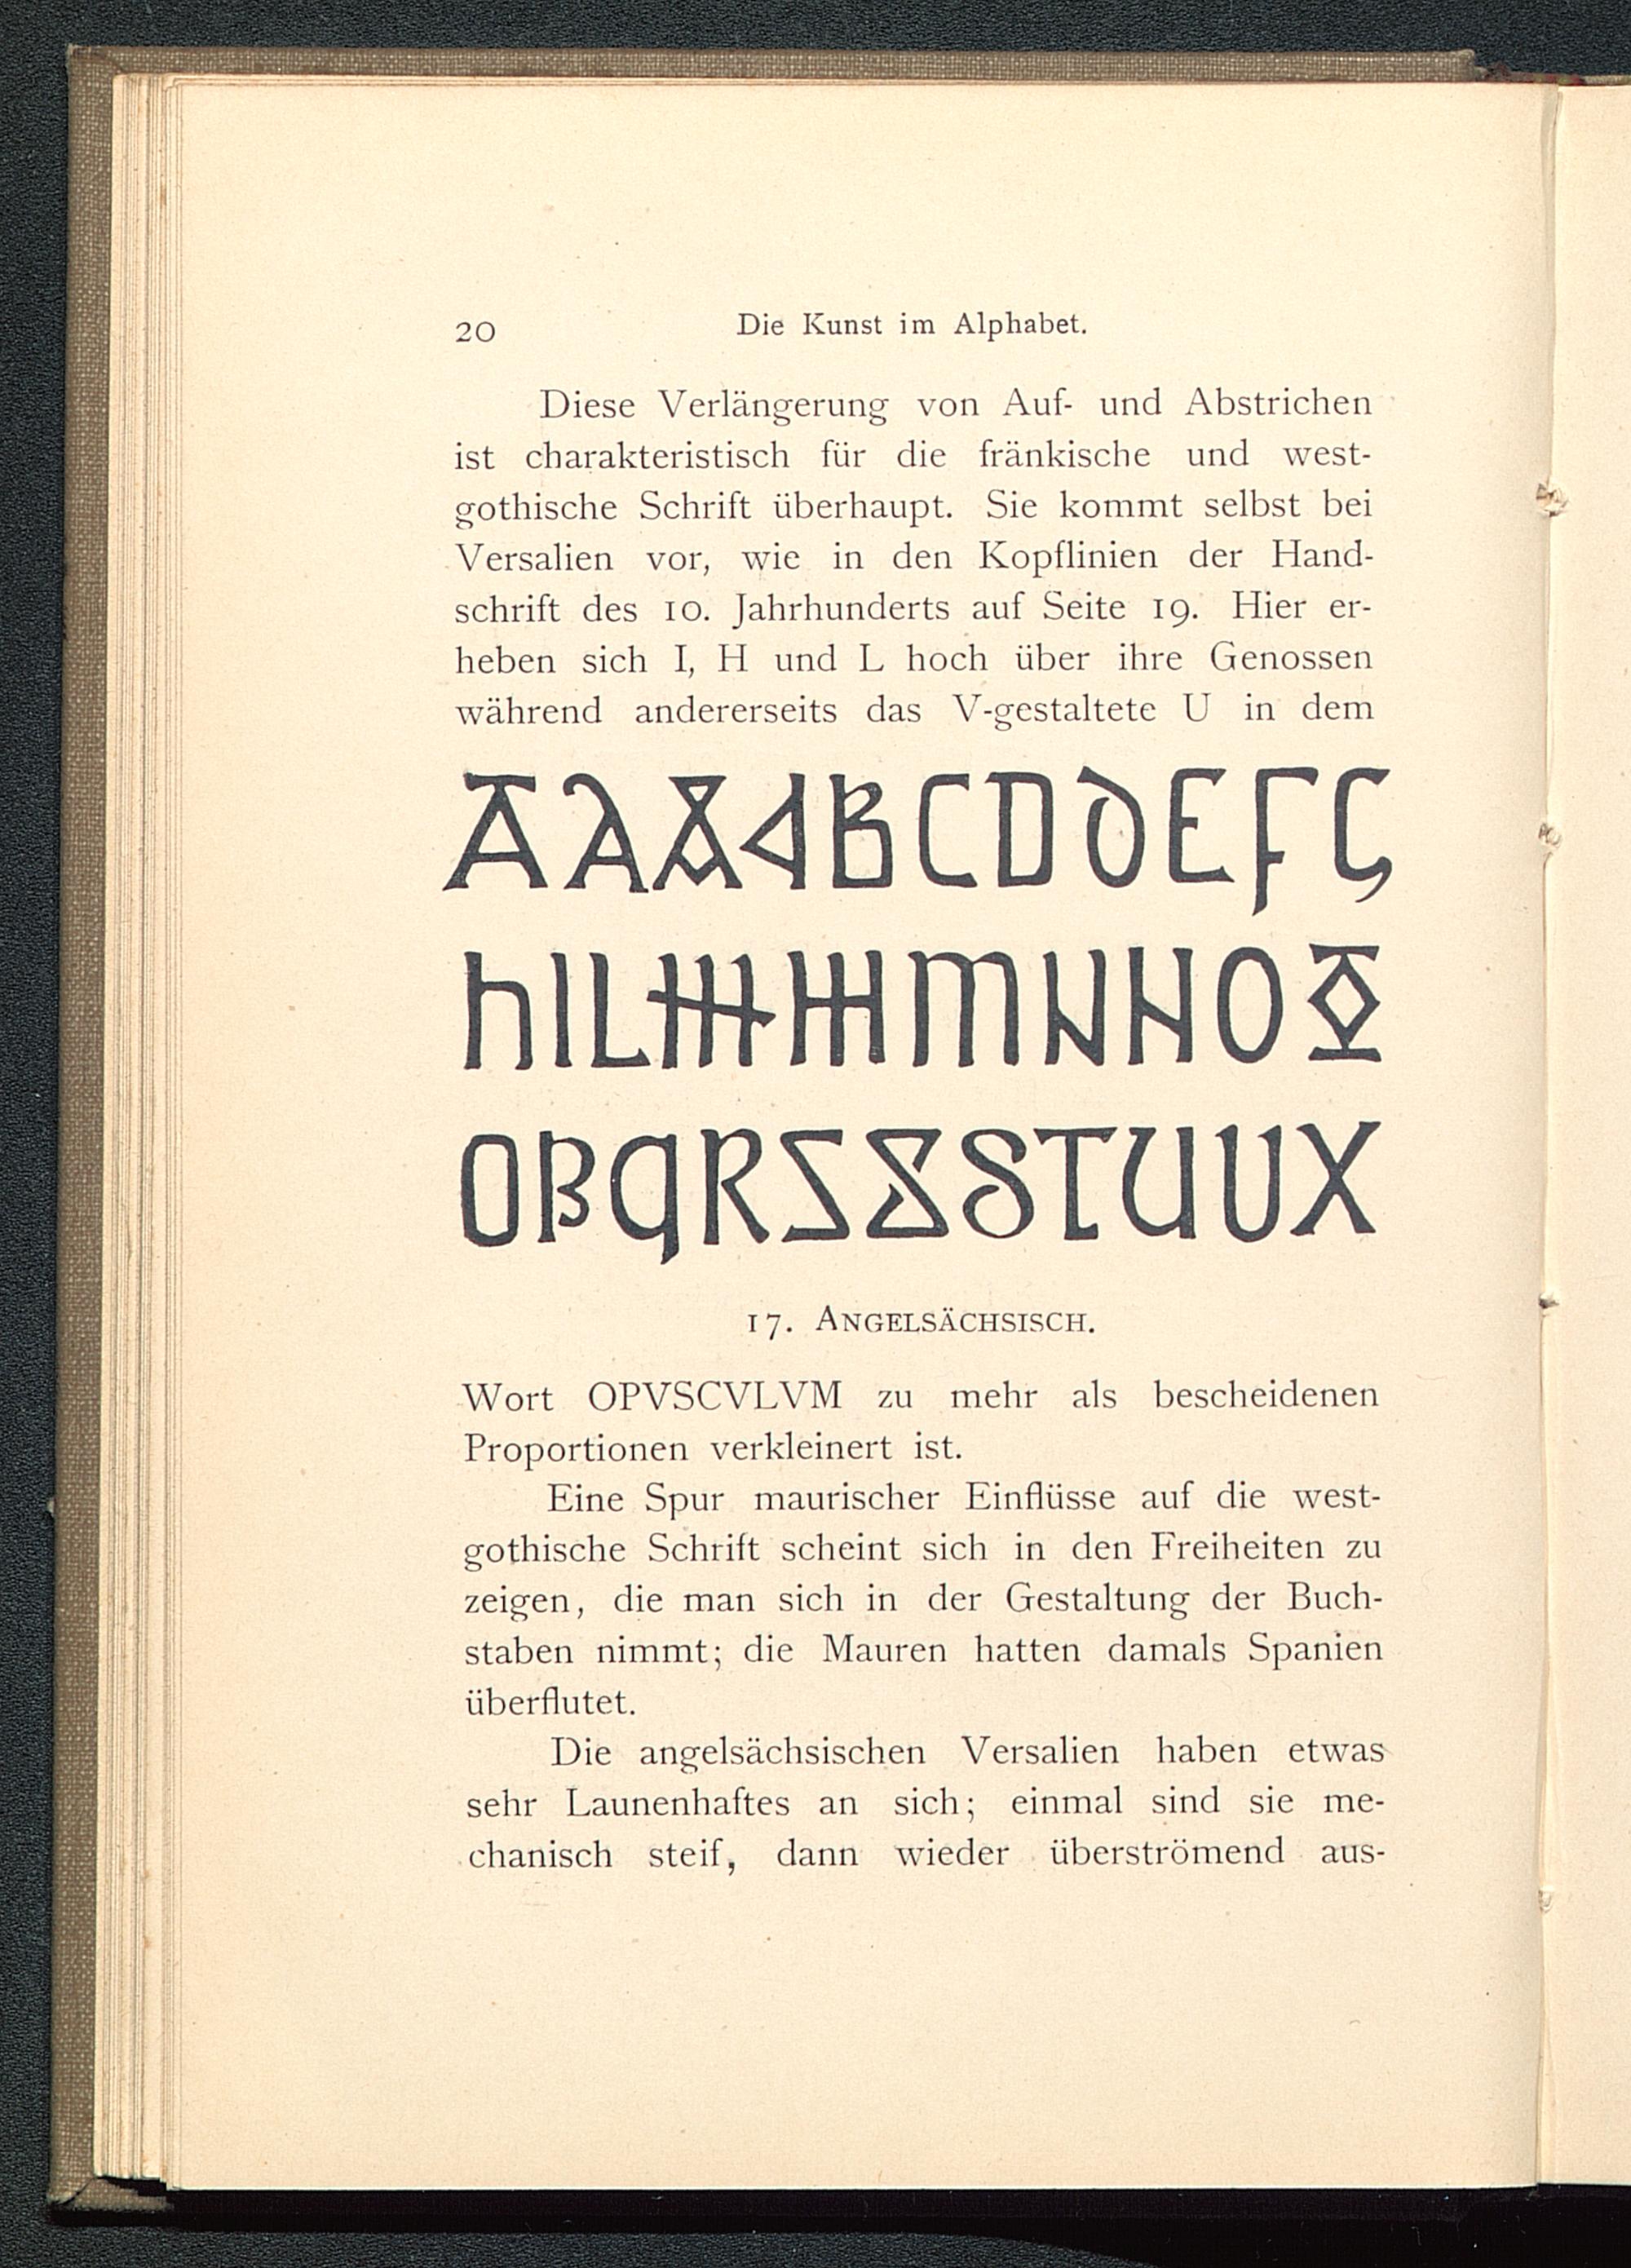 20 Die Kunst im Alphabet.
Diese Verlängerung von Auf- und Abstrichen
ist charakteristisch für die fränkische und west-
gothische Schrift überhaupt. Sie kommt selbst bei
Versalien vor, wie in den Kopflinien der Hand-
schrift des 10. Jahrhunderts auf Seite 19. Hier er-
heben sich I, H und L hoch über ihre Genossen
während andererseits das V-gestaltete U in dem
AAAABCDDEFG
HILMMMNNOO
OPQRSSSTUUX
17. ANGELSÄCHSISCH.
Wort OPVSCVLVM zu mehr als bescheidenen
Proportionen verkleinert ist.
Eine Spur maurischer Einflüsse auf die west-
gothische Schrift scheint sich in den Freiheiten zu
zeigen, die man sich in der Gestaltung der Buch-
staben nimmt; die Mauren hatten damals Spanien
überflutet.
Die angelsächsischen Versalien haben etwas
sehr Launenhaftes an sich; einmal sind sie me-
chanisch steif, dann wieder überströmend aus-